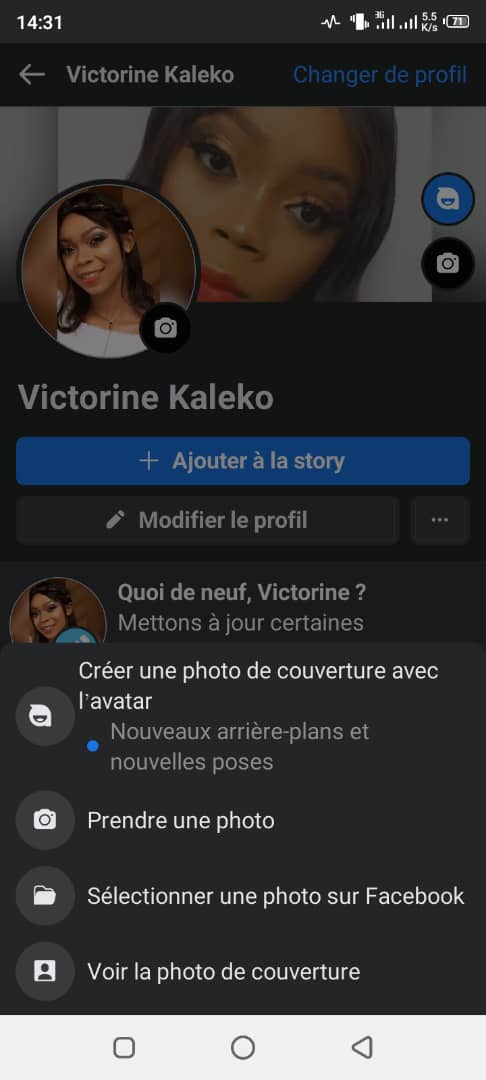 14:31
3G 5.5 K/s 71
Victorine Kaleko Changer de profil
Victorine Kaleko
+ Ajouter à la story
Modifier le profil
Quoi de neuf, Victorine ?
Mettons à jour certaines
Créer une photo de couverture avec
l'avatar
Nouveaux arrière-plans et
nouvelles poses
Prendre une photo
Sélectionner une photo sur Facebook
Voir la photo de couverture